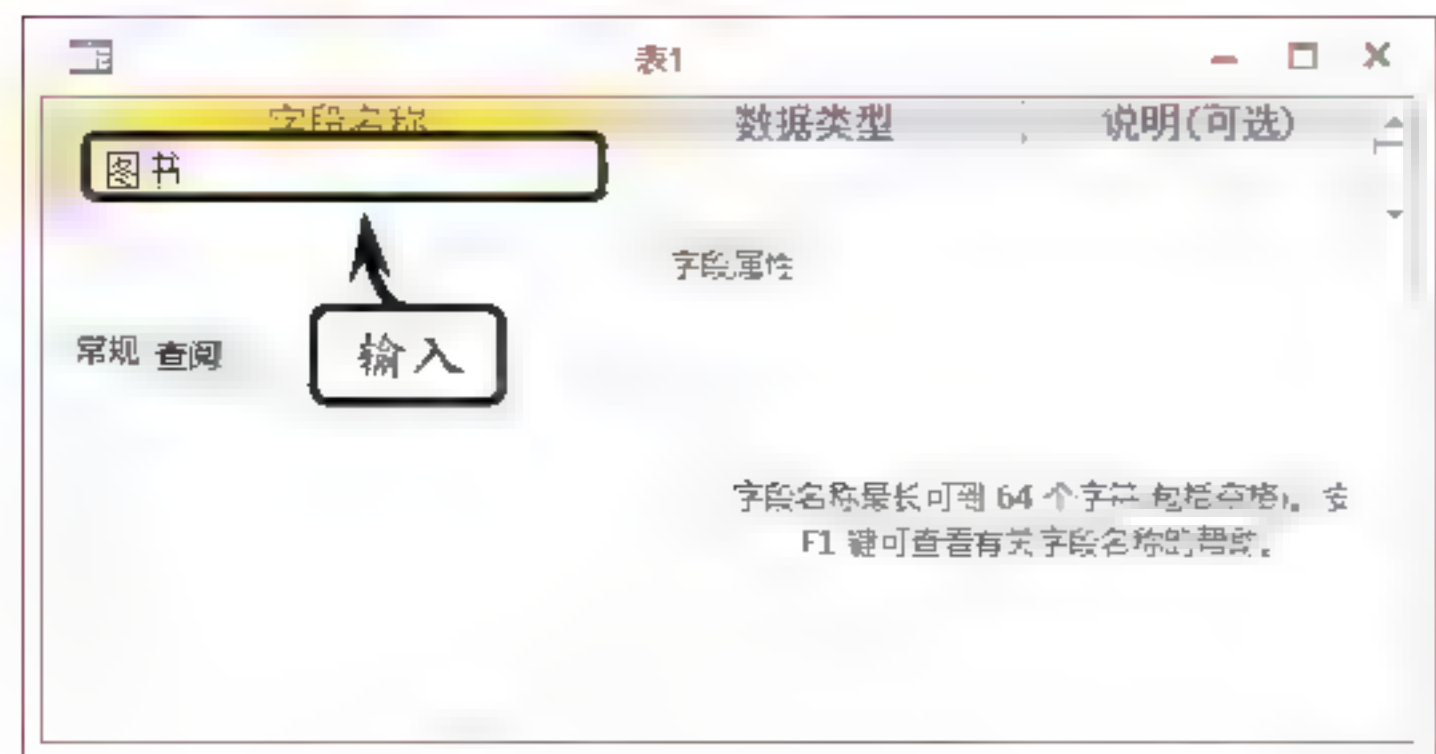 表1
字段名称 数据类型 说明(可选)
图书
字段属性
常规 查阅
输入
字段名称最长可到 64 个字符(包括空格)。按
F1 键可查看有关字段名称的帮助。